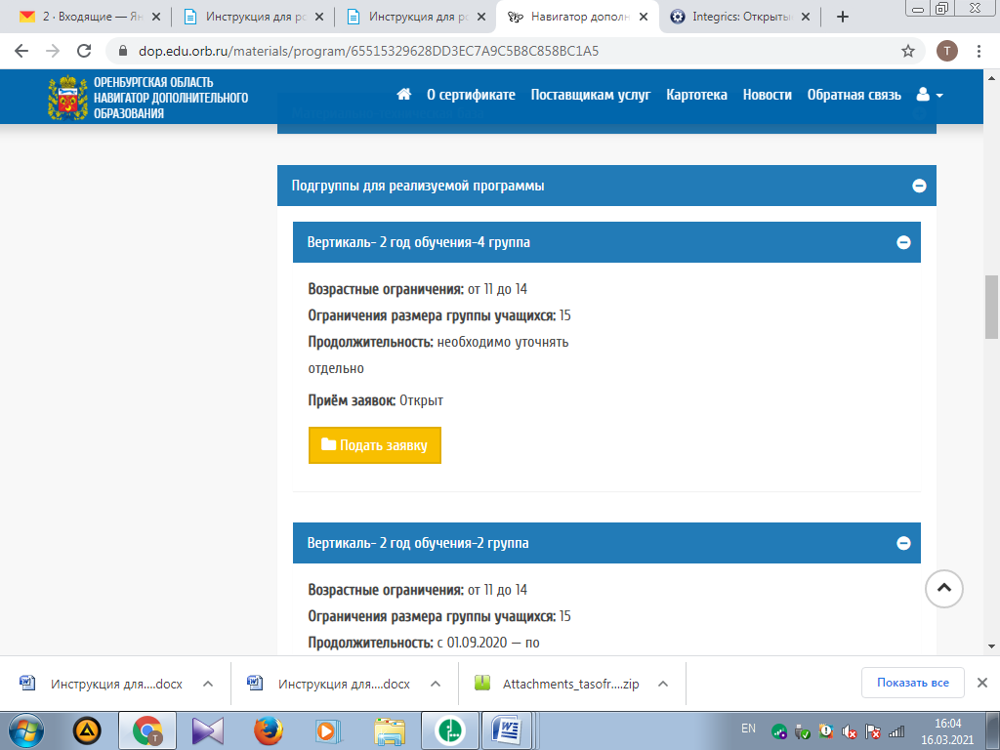 2 · Входящие — Ян
Инструкция для ро
Инструкция для ро
Навигатор дополн
Integrics: Открыты
dop.edu.orb.ru/materials/program/65515329628DD3EC7A9C5B8C858BC1A5
T
ОРЕНБУРГСКАЯ ОБЛАСТЬ
НАВИГАТОР ДОПОЛНИТЕЛЬНОГО
ОБРАЗОВАНИЯ
О сертификате Поставщикам услуг Картотека Новости Обратная связь
Материально-техническая база
Подгруппы для реализуемой программы
Вертикаль- 2 год обучения-4 группа
Возрастные ограничения: от 11 до 14
Ограничения размера группы учащихся: 15
Продолжительность: необходимо уточнять
отдельно
Приём заявок: Открыт
Подать заявку
Вертикаль- 2 год обучения-2 группа
Возрастные ограничения: от 11 до 14
Ограничения размера группы учащихся: 15
Продолжительность: с 01.09.2020 — по
Инструкция для....docx
Инструкция для....docx
Attachments_tasofr....zip
Показать все
EN
16:04
16.03.2021